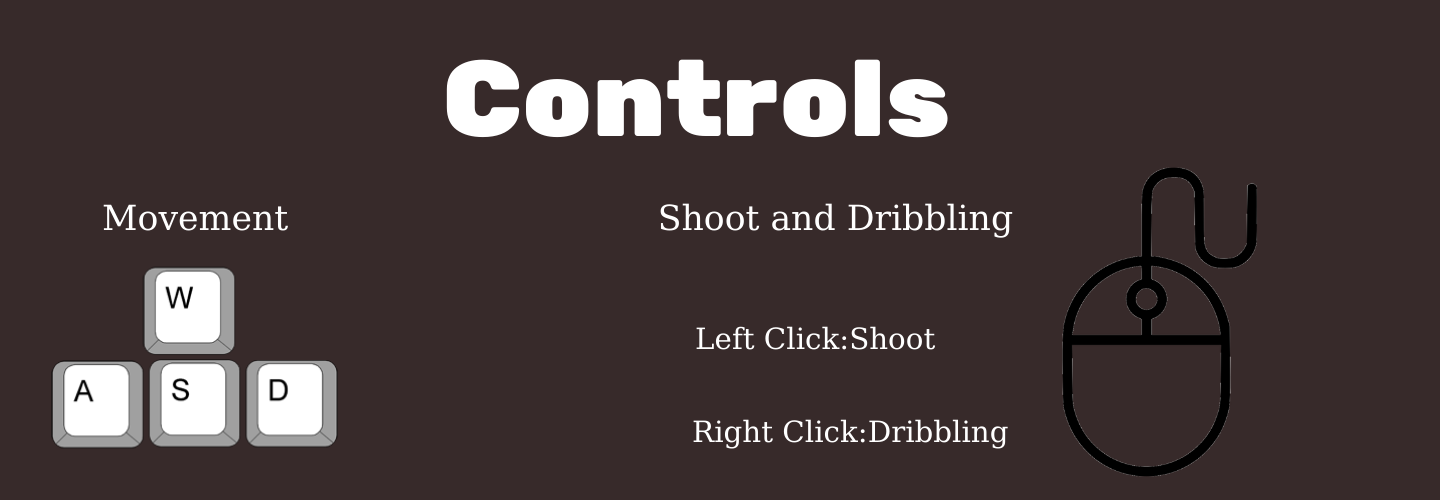 Controls
Movement
Shoot and Dribbling
W
A S D
Left Click:Shoot
Right Click:Dribbling